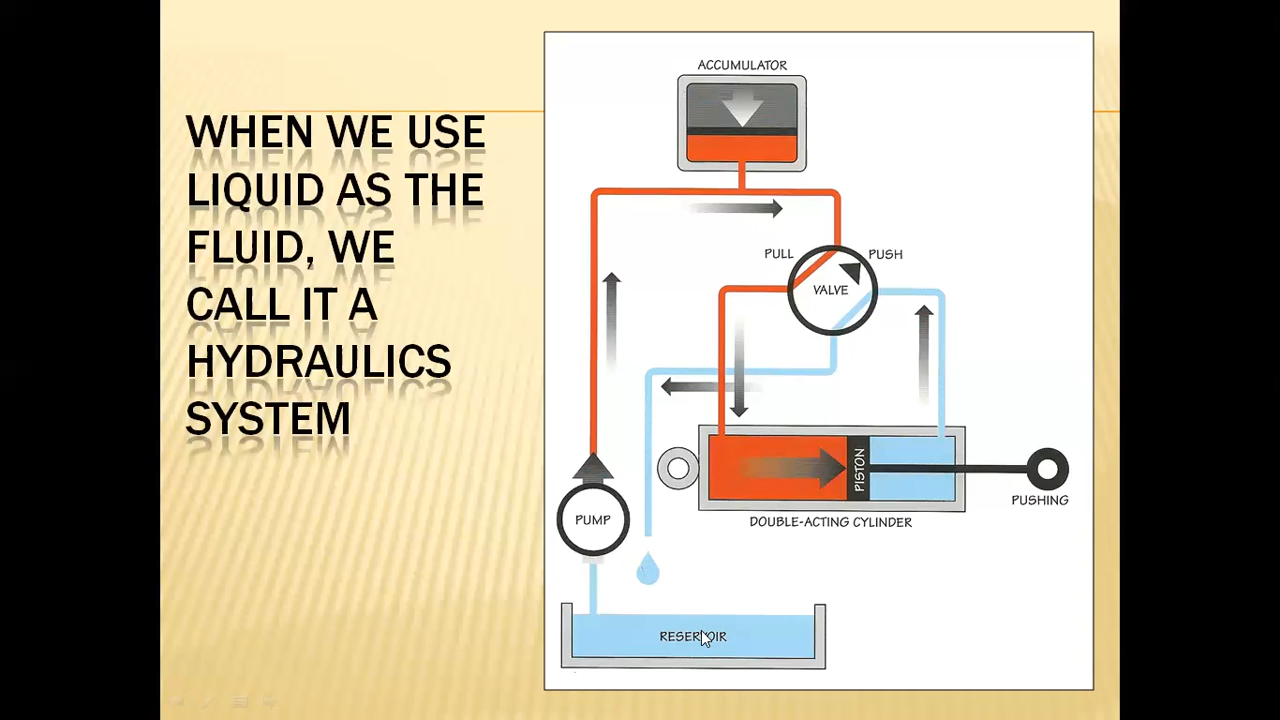 WHEN WE USE
LIQUID AS THE
FLUID, WE
CALL IT A
HYDRAULICS
SYSTEM
ACCUMULATOR
PULL
PUSH
VALVE
PISTON
PUSHING
DOUBLE-ACTING CYLINDER
PUMP
RESERVOIR